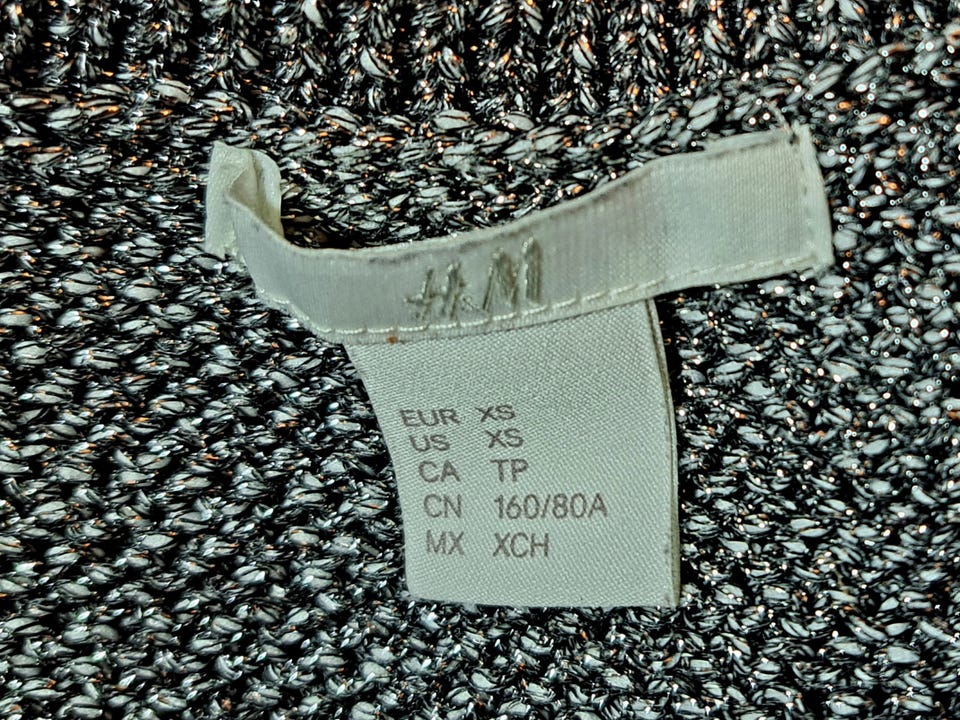 H&M
EUR XS
US XS
CA TP
CN 160/80A
MX XCH